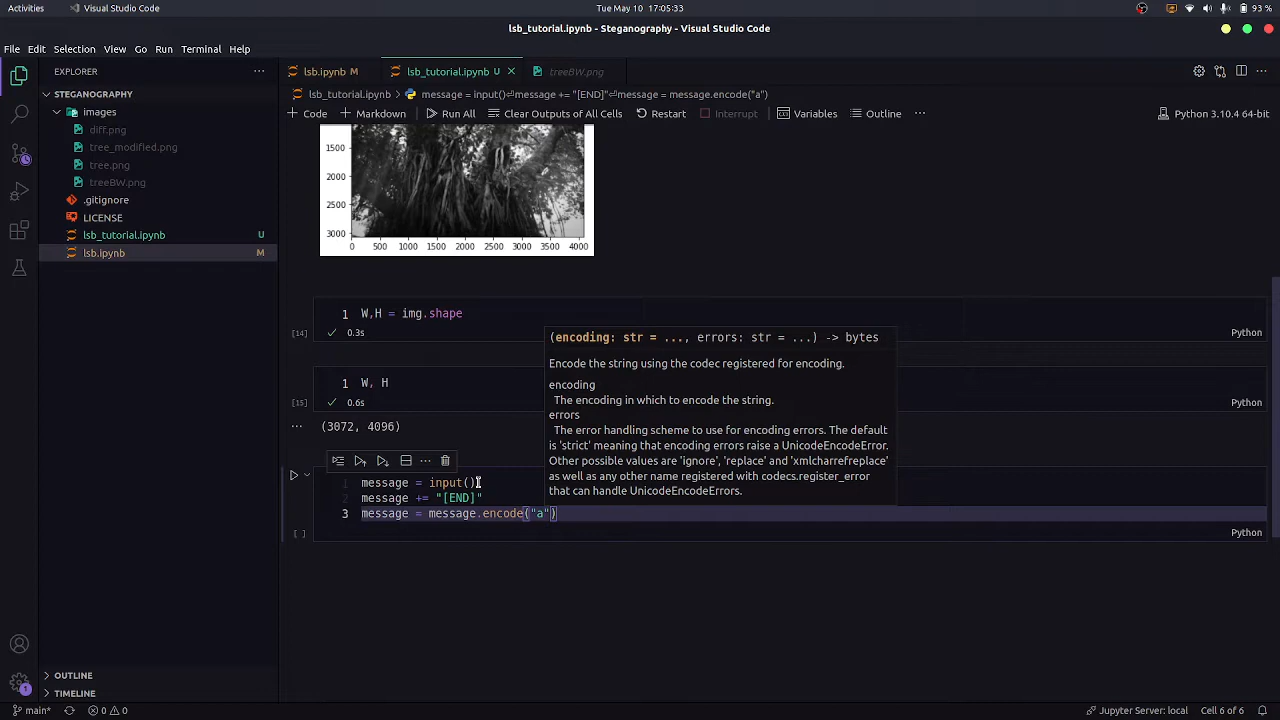 Activities
Visual Studio Code
Tue May 10 17:05:33
93 %
lsb_tutorial.ipynb - Steganography - Visual Studio Code
File Edit Selection View Go Run Terminal Help
EXPLORER
lsb.ipynb M
lsb_tutorial.ipynb U
treeBW.png
STEGANOGRAPHY
lsb_tutorial.ipynb > message = input()⏎message += "[END]"⏎message = message.encode("a")
images
+ Code + Markdown Run All Clear Outputs of All Cells Restart Interrupt Variables Outline ... Python 3.10.4 64-bit
diff.png
tree_modified.png
tree.png
treeBW.png
.gitignore
LICENSE
lsb_tutorial.ipynb U
lsb.ipynb M
1500
2000
2500
3000
0 500 1000 1500 2000 2500 3000 3500 4000
1 W,H = img.shape
[14] 0.3s Python
(encoding: str = ..., errors: str = ...) -> bytes
Encode the string using the codec registered for encoding.
encoding
The encoding in which to encode the string.
errors
The error handling scheme to use for encoding errors. The default
is 'strict' meaning that encoding errors raise a UnicodeEncodeError.
Other possible values are 'ignore', 'replace' and 'xmlcharrefreplace'
as well as any other name registered with codecs.register_error
that can handle UnicodeEncodeErrors.
1 W, H
[15] 0.6s Python
... (3072, 4096)
1 message = input()
2 message += "[END]"
3 message = message.encode("a")
[ ] Python
OUTLINE
TIMELINE
main* 0 0 Jupyter Server: local Cell 6 of 6